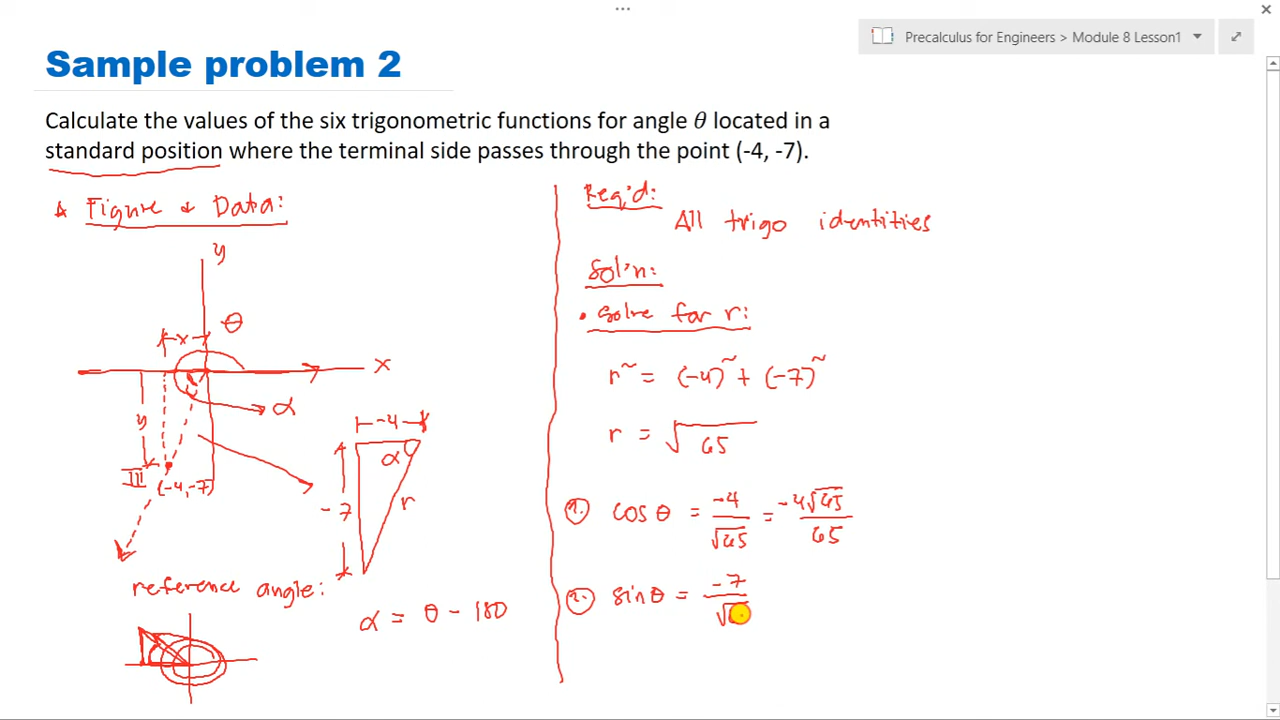 Precalculus for Engineers > Module 8 Lesson1
Sample problem 2
Calculate the values of the six trigonometric functions for angle θ located in a
standard position where the terminal side passes through the point (-4, -7).
Figure & Data:
y
θ
x
x
α
y
III
(-4,-7)
-4
α
-7
r
reference angle:
α = θ - 180
Req'd:
All trigo identities
Sol'n:
• Solve for r:
r² = (-4)² + (-7)²
r = √65
1. cos θ = -4/√65 = -4√65/65
2. sin θ = -7/√